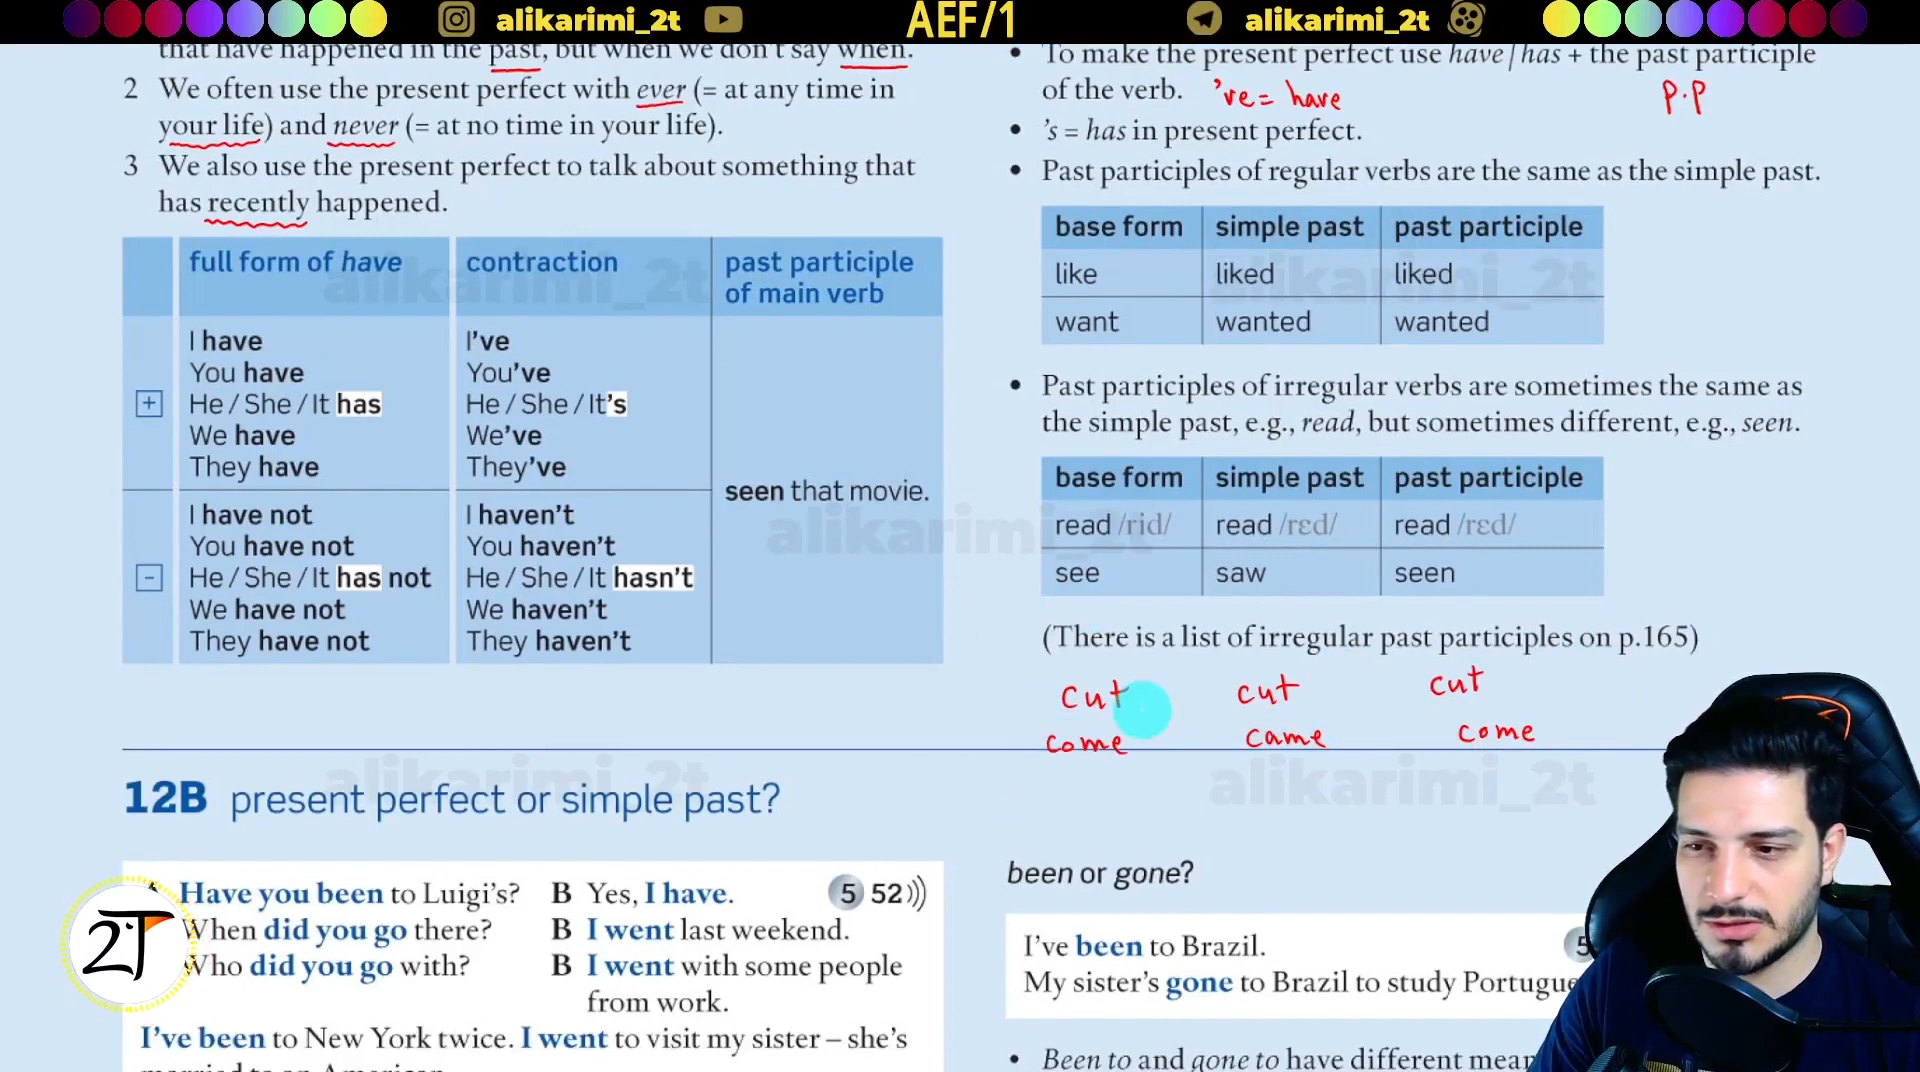 alikarimi_2t
AEF/1
alikarimi_2t
that have happened in the past, but when we don't say when.
2 We often use the present perfect with ever (= at any time in
your life) and never (= at no time in your life).
3 We also use the present perfect to talk about something that
has recently happened.
full form of have contraction past participle
of main verb
+
I have I've
You have You've
He / She / It has He / She / It's
We have We've
They have They've
seen that movie.
-
I have not I haven't
You have not You haven't
He / She / It has not He / She / It hasn't
We have not We haven't
They have not They haven't
• To make the present perfect use have / has + the past participle
of the verb. 've = have p.p
• 's = has in present perfect.
• Past participles of regular verbs are the same as the simple past.
base form simple past past participle
like liked liked
want wanted wanted
• Past participles of irregular verbs are sometimes the same as
the simple past, e.g., read, but sometimes different, e.g., seen.
base form simple past past participle
read /rid/ read /rɛd/ read /rɛd/
see saw seen
(There is a list of irregular past participles on p.165)
cut cut cut
come came come
alikarimi_2t alikarimi_2t
alikarimi_2t
alikarimi_2t alikarimi_2t
12B present perfect or simple past?
Have you been to Luigi's? B Yes, I have. 5 52
When did you go there? B I went last weekend.
Who did you go with? B I went with some people
from work.
I've been to New York twice. I went to visit my sister – she's
been or gone?
I've been to Brazil. 5
My sister's gone to Brazil to study Portugue
• Been to and gone to have different mean
2T